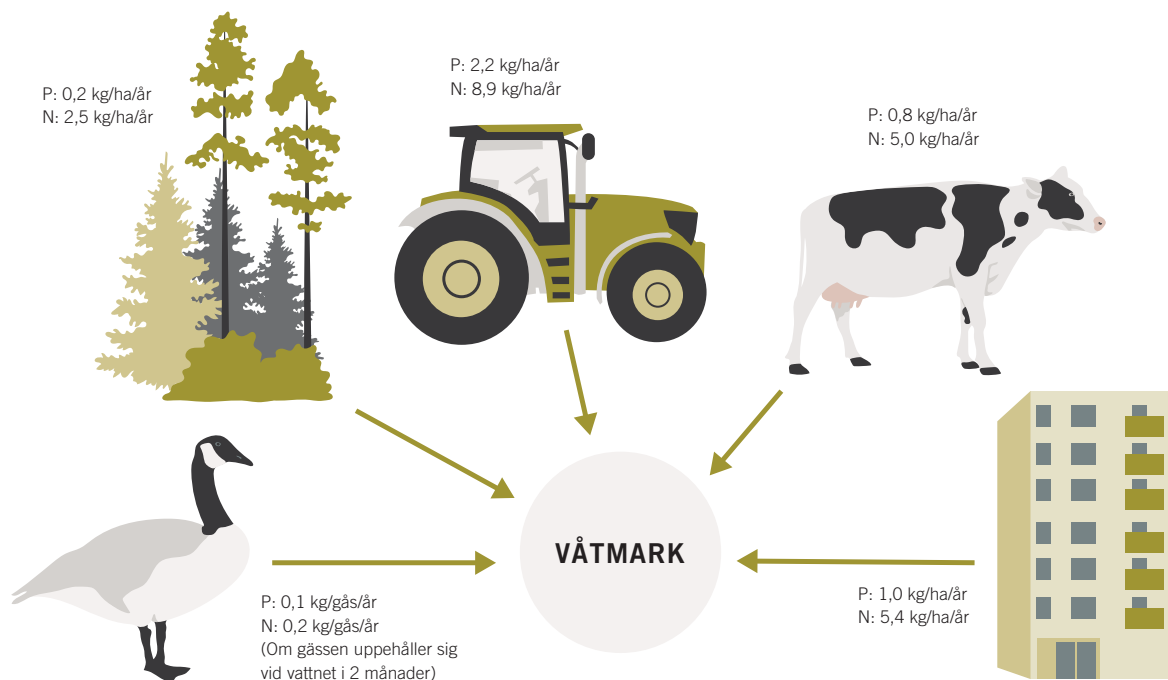 P: 0,2 kg/ha/år
N: 2,5 kg/ha/år
P: 2,2 kg/ha/år
N: 8,9 kg/ha/år
P: 0,8 kg/ha/år
N: 5,0 kg/ha/år
VÅTMARK
P: 0,1 kg/gås/år
N: 0,2 kg/gås/år
(Om gässen uppehåller sig
vid vattnet i 2 månader)
P: 1,0 kg/ha/år
N: 5,4 kg/ha/år